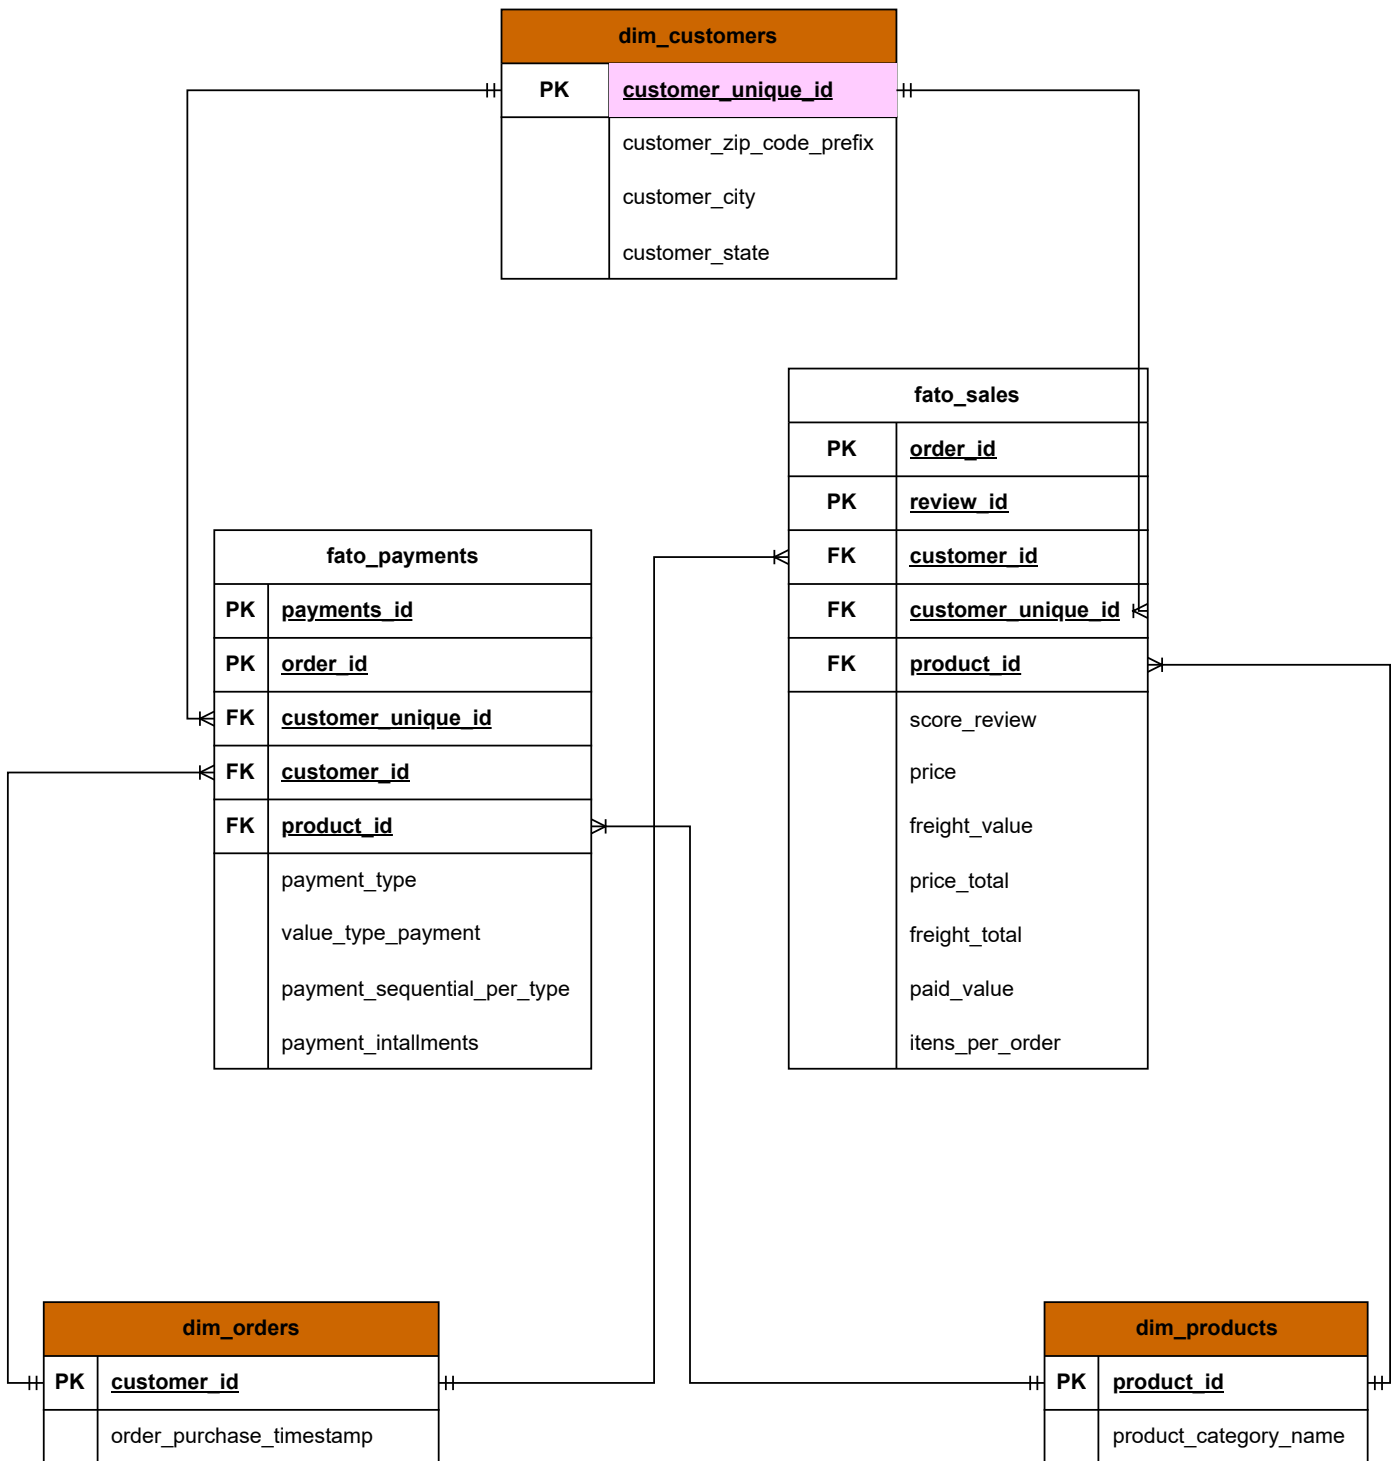 dim_customers
PK customer_unique_id
customer_zip_code_prefix
customer_city
customer_state
fato_sales
PK order_id
PK review_id
FK customer_id
FK customer_unique_id
FK product_id
score_review
price
freight_value
price_total
freight_total
paid_value
itens_per_order
fato_payments
PK payments_id
PK order_id
FK customer_unique_id
FK customer_id
FK product_id
payment_type
value_type_payment
payment_sequential_per_type
payment_intallments
dim_orders
PK customer_id
order_purchase_timestamp
dim_products
PK product_id
product_category_name